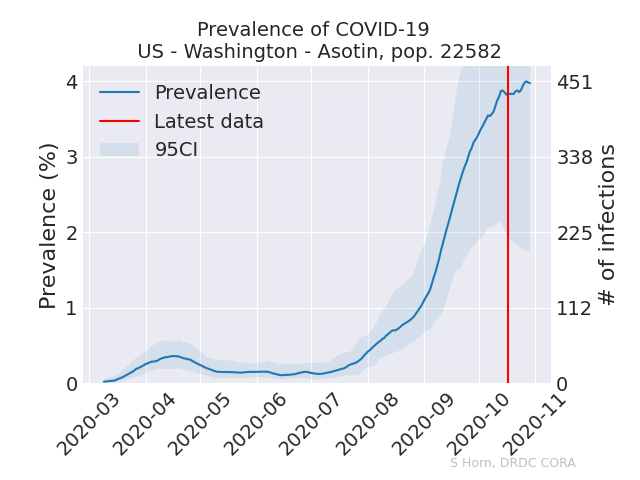 Prevalence of COVID-19
US - Washington - Asotin, pop. 22582
Prevalence
Latest data
95CI
Prevalence (%)
4
3
2
1
0
451
338
225
112
0
# of infections
2020-03
2020-04
2020-05
2020-06
2020-07
2020-08
2020-09
2020-10
2020-11
S Horn, DRDC CORA